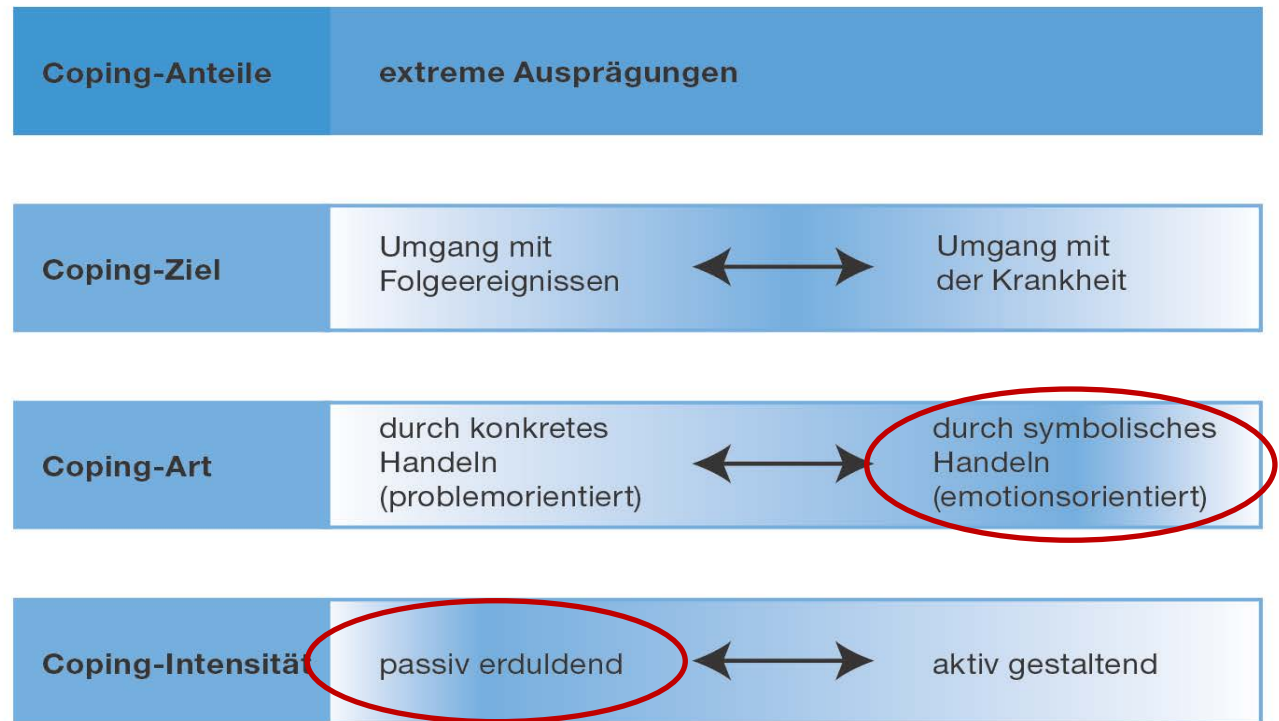 Coping-Anteile
extreme Ausprägungen
Coping-Ziel
Umgang mit
Folgeereignissen
Umgang mit
der Krankheit
Coping-Art
durch konkretes
Handeln
(problemorientiert)
durch symbolisches
Handeln
(emotionsorientiert)
Coping-Intensität
passiv erduldend
aktiv gestaltend